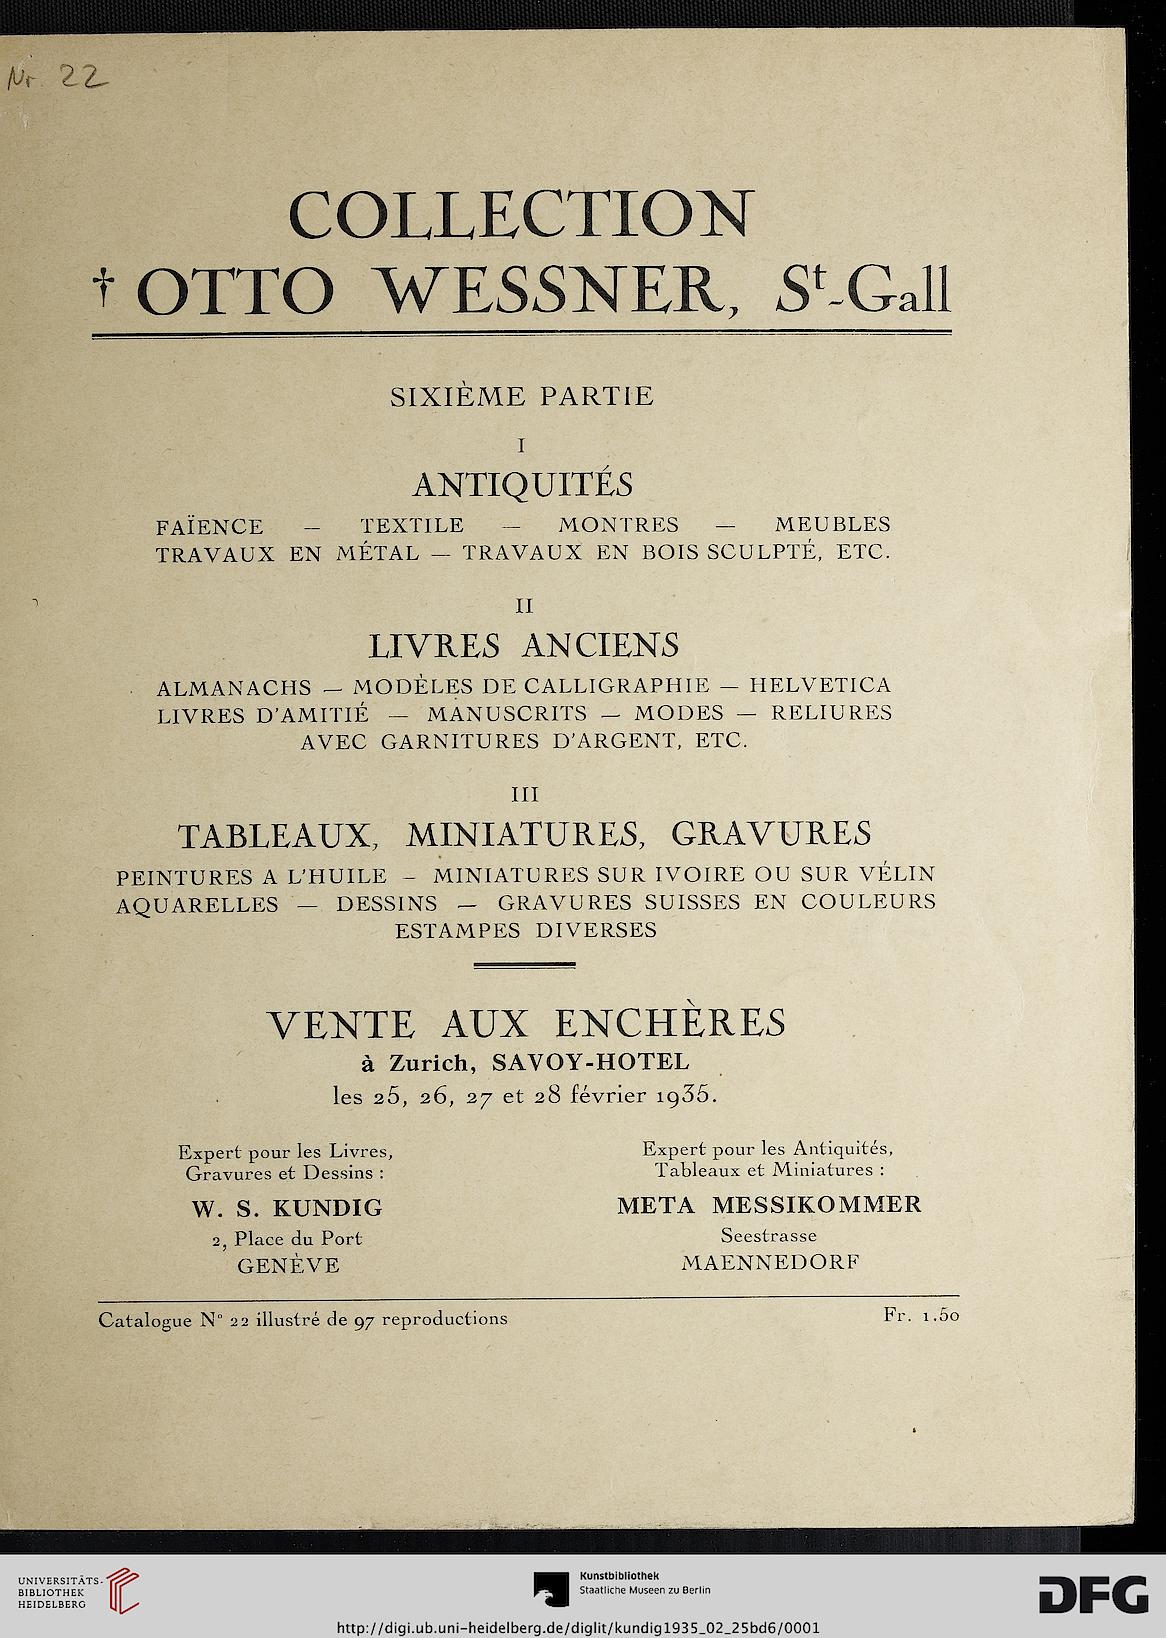 Nr. 22
COLLECTION
† OTTO WESSNER, St-Gall
SIXIÈME PARTIE
I
ANTIQUITÉS
FAÏENCE — TEXTILE — MONTRES — MEUBLES
TRAVAUX EN MÉTAL — TRAVAUX EN BOIS SCULPTÉ, ETC.
II
LIVRES ANCIENS
ALMANACHS — MODÈLES DE CALLIGRAPHIE — HELVETICA
LIVRES D'AMITIÉ — MANUSCRITS — MODES — RELIURES
AVEC GARNITURES D'ARGENT, ETC.
III
TABLEAUX, MINIATURES, GRAVURES
PEINTURES A L'HUILE – MINIATURES SUR IVOIRE OU SUR VÉLIN
AQUARELLES — DESSINS — GRAVURES SUISSES EN COULEURS
ESTAMPES DIVERSES
VENTE AUX ENCHÈRES
à Zurich, SAVOY-HOTEL
les 25, 26, 27 et 28 février 1935.
Expert pour les Livres,
Gravures et Dessins :
W. S. KUNDIG
2, Place du Port
GENÈVE
Expert pour les Antiquités,
Tableaux et Miniatures :
META MESSIKOMMER
Seestrasse
MAENNEDORF
Catalogue N° 22 illustré de 97 reproductions
Fr. 1.50
UNIVERSITÄTS-
BIBLIOTHEK
HEIDELBERG
Kunstbibliothek
Staatliche Museen zu Berlin
DFG
http://digi.ub.uni-heidelberg.de/diglit/kundig1935_02_25bd6/0001